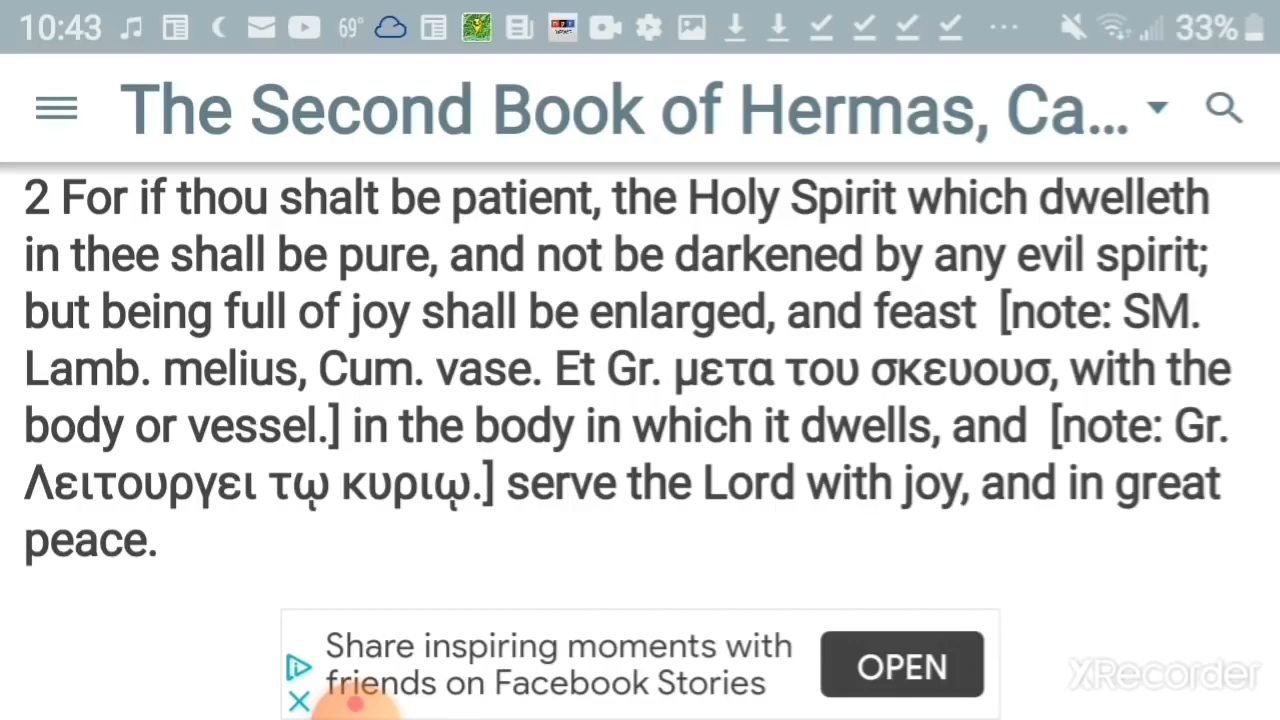 10:43 69° 33%
The Second Book of Hermas, Ca...
2 For if thou shalt be patient, the Holy Spirit which dwelleth
in thee shall be pure, and not be darkened by any evil spirit;
but being full of joy shall be enlarged, and feast [note: SM.
Lamb. melius, Cum. vase. Et Gr. μετα του σκευουσ, with the
body or vessel.] in the body in which it dwells, and [note: Gr.
Λειτουργει τῳ κυριῳ.] serve the Lord with joy, and in great
peace.
Share inspiring moments with
friends on Facebook Stories
OPEN
XRecorder